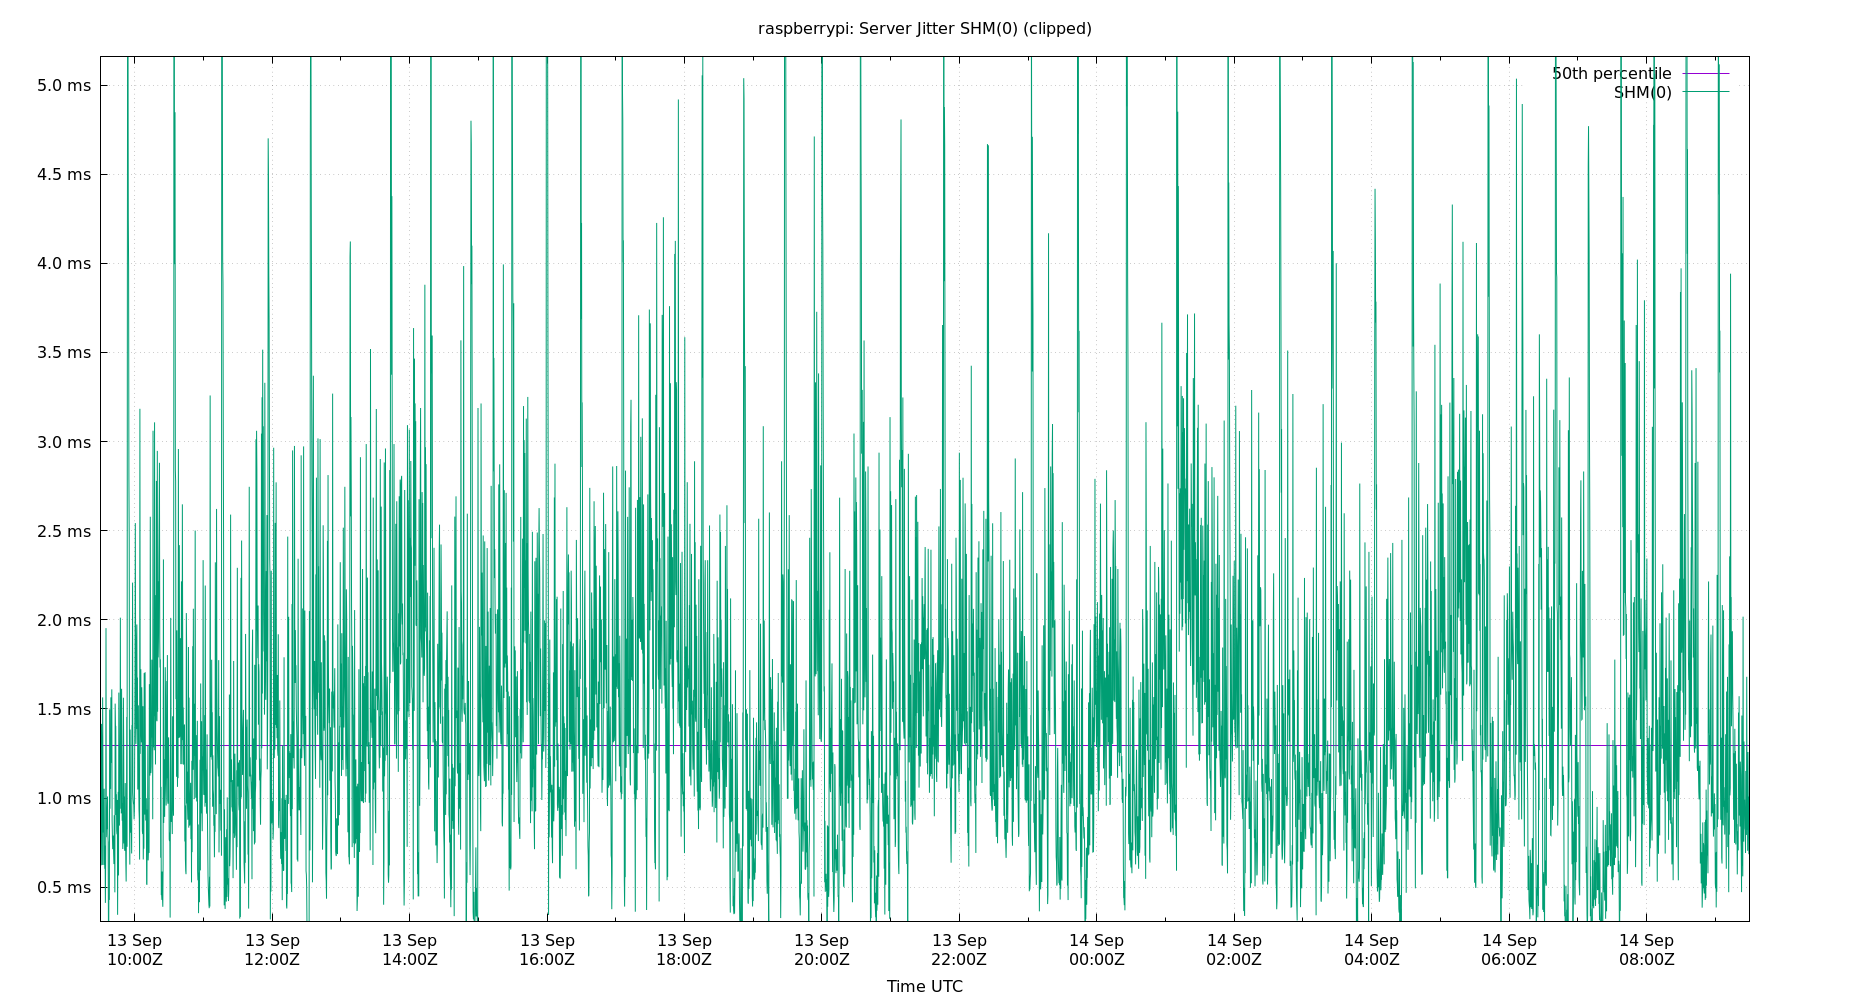 raspberrypi: Server Jitter SHM(0) (clipped)
50th percentile
SHM(0)
5.0 ms
4.5 ms
4.0 ms
3.5 ms
3.0 ms
2.5 ms
2.0 ms
1.5 ms
1.0 ms
0.5 ms
13 Sep 13 Sep 13 Sep 13 Sep 13 Sep 13 Sep 13 Sep 14 Sep 14 Sep 14 Sep 14 Sep 14 Sep
10:00Z 12:00Z 14:00Z 16:00Z 18:00Z 20:00Z 22:00Z 00:00Z 02:00Z 04:00Z 06:00Z 08:00Z
Time UTC